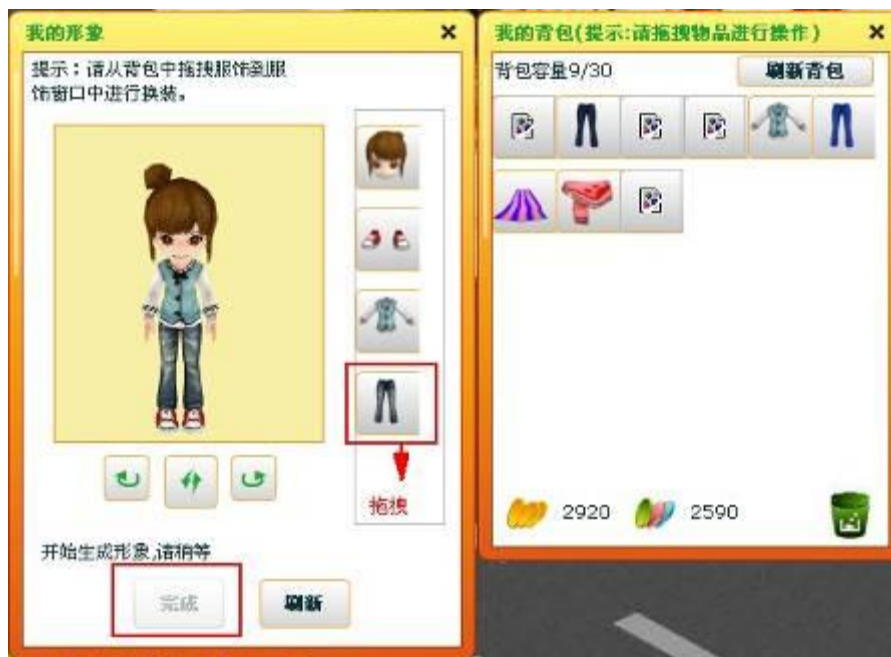 我的形象
提示：请从背包中拖拽服饰到服
饰窗口中进行换装。
拖拽
开始生成形象,请稍等
完成
刷新
我的背包(提示:请拖拽物品进行操作)
背包容量9/30
刷新背包
2920
2590